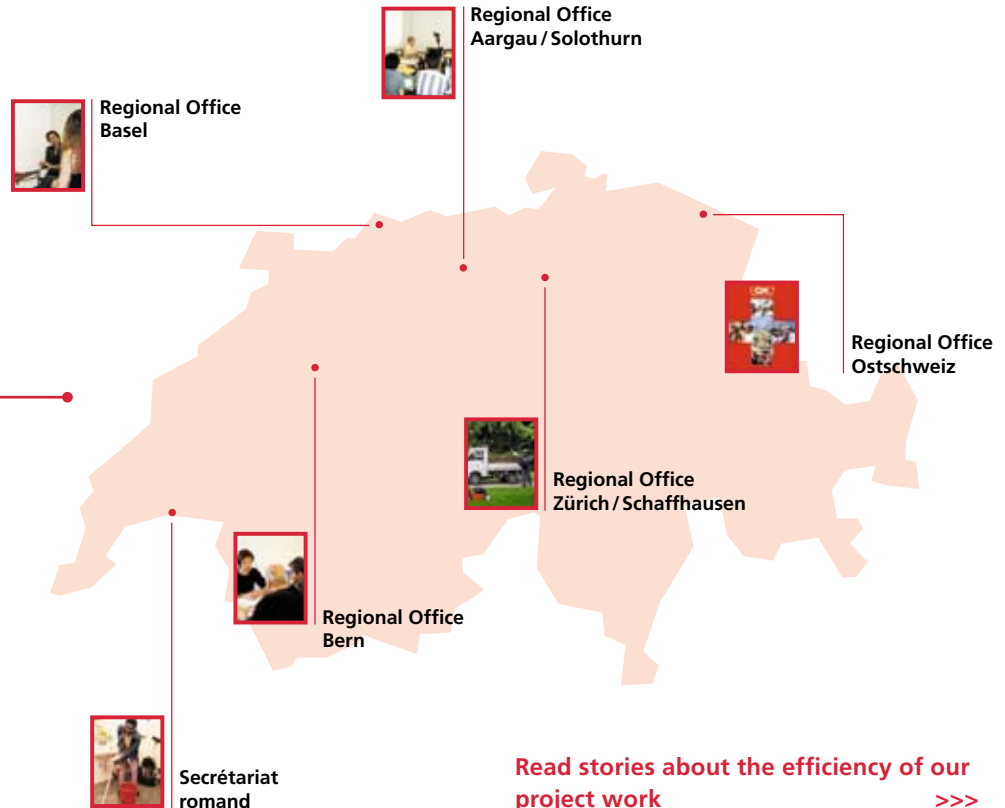 Regional Office
Aargau / Solothurn
Regional Office
Basel
Regional Office
Ostschweiz
Regional Office
Zürich / Schaffhausen
Regional Office
Bern
Secrétariat
romand
Read stories about the efficiency of our
project work >>>